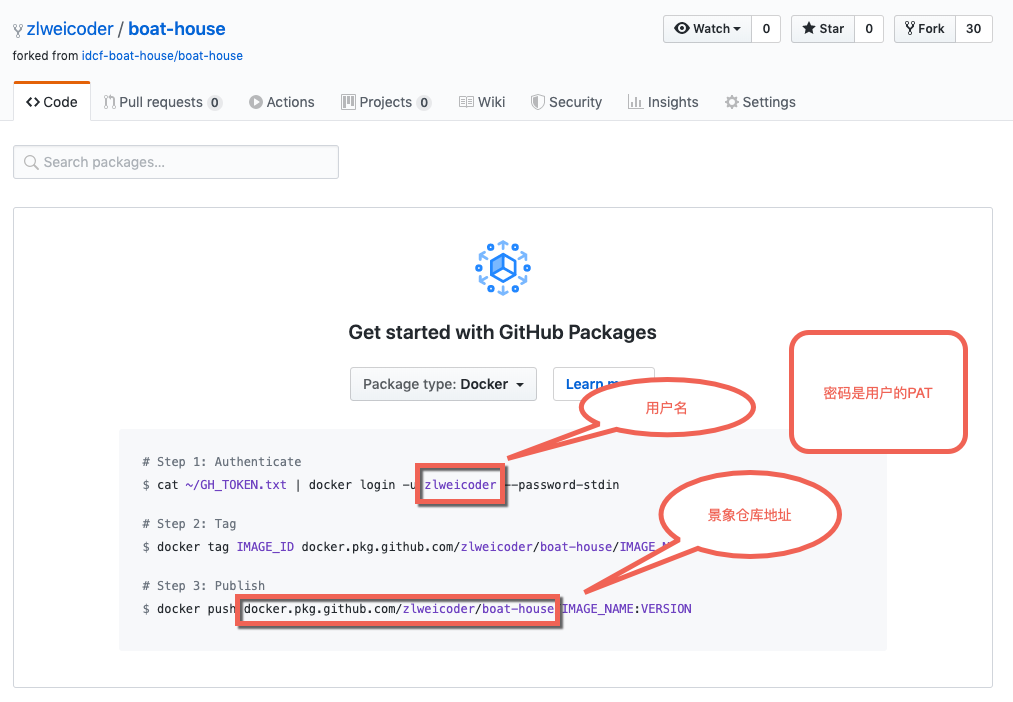 zlweicoder / boat-house
Watch 0 Star 0 Fork 30
forked from idcf-boat-house/boat-house
Code Pull requests 0 Actions Projects 0 Wiki Security Insights Settings
Search packages...
Get started with GitHub Packages
密码是用户的PAT
Package type: Docker
Learn m
用户名
# Step 1: Authenticate
$ cat ~/GH_TOKEN.txt | docker login -u zlweicoder --password-stdin
景象仓库地址
# Step 2: Tag
$ docker tag IMAGE_ID docker.pkg.github.com/zlweicoder/boat-house/IMAGE_N
# Step 3: Publish
$ docker push docker.pkg.github.com/zlweicoder/boat-house IMAGE_NAME:VERSION